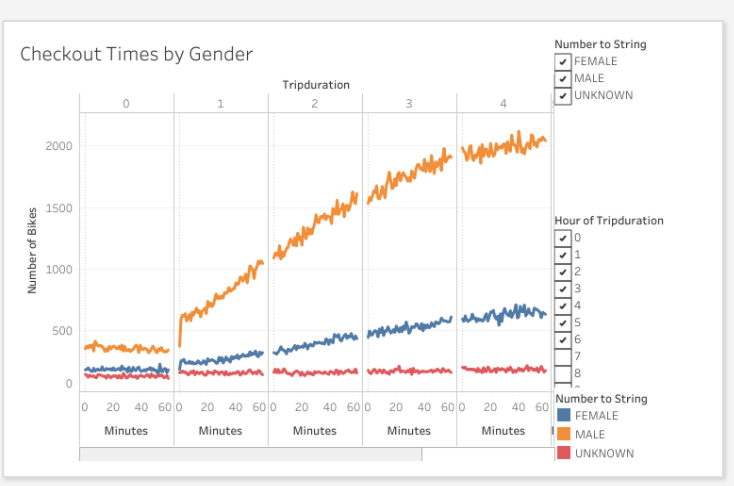 Checkout Times by Gender
Tripduration
0 1 2 3 4
Number of Bikes
2000
1500
1000
500
0
0 20 40 60 0 20 40 60 0 20 40 60 0 20 40 60 0 20 40 60
Minutes Minutes Minutes Minutes Minutes
Number to String
FEMALE
MALE
UNKNOWN
Hour of Tripduration
0
1
2
3
4
5
6
7
8
Number to String
FEMALE
MALE
UNKNOWN